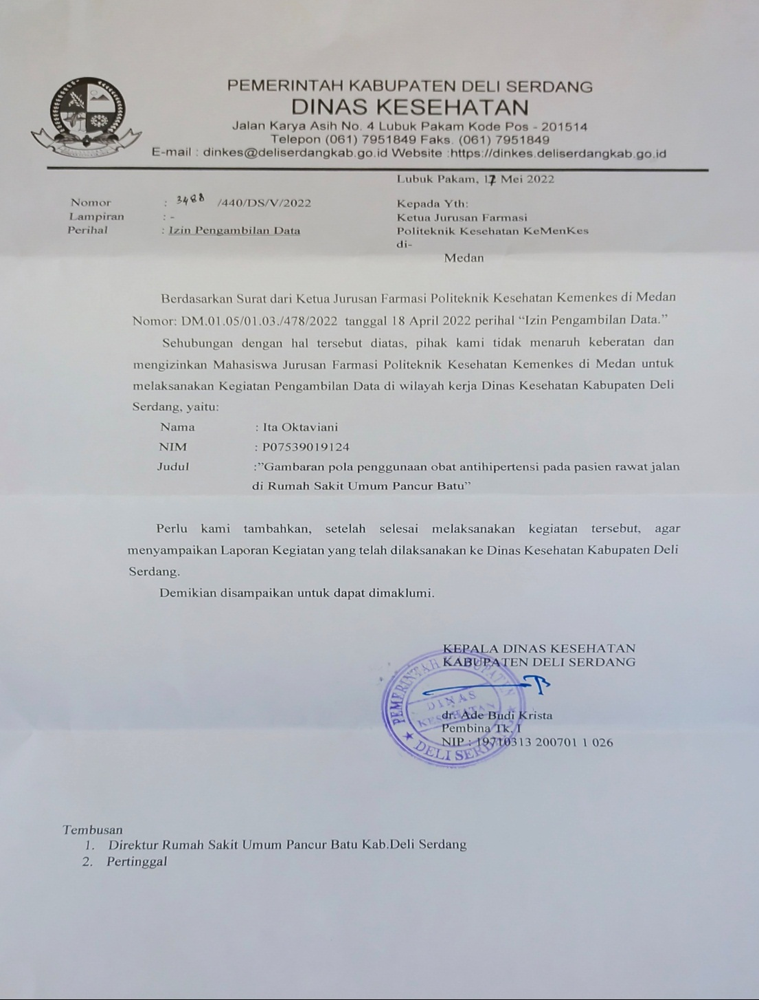 PEMERINTAH KABUPATEN DELI SERDANG
DINAS KESEHATAN
Jalan Karya Asih No. 4 Lubuk Pakam Kode Pos - 201514
Telepon (061) 7951849 Faks. (061) 7951849
E-mail : dinkes@deliserdangkab.go.id Website :https://dinkes.deliserdangkab.go.id
Lubuk Pakam, 17 Mei 2022
Nomor : 3488 /440/DS/V/2022
Lampiran : -
Perihal : Izin Pengambilan Data
Kepada Yth:
Ketua Jurusan Farmasi
Politeknik Kesehatan KeMenKes
di-
Medan
Berdasarkan Surat dari Ketua Jurusan Farmasi Politeknik Kesehatan Kemenkes di Medan
Nomor: DM.01.05/01.03./478/2022 tanggal 18 April 2022 perihal “Izin Pengambilan Data.”
Sehubungan dengan hal tersebut diatas, pihak kami tidak menaruh keberatan dan
mengizinkan Mahasiswa Jurusan Farmasi Politeknik Kesehatan Kemenkes di Medan untuk
melaksanakan Kegiatan Pengambilan Data di wilayah kerja Dinas Kesehatan Kabupaten Deli
Serdang, yaitu:
Nama : Ita Oktaviani
NIM : P07539019124
Judul :”Gambaran pola penggunaan obat antihipertensi pada pasien rawat jalan
di Rumah Sakit Umum Pancur Batu”
Perlu kami tambahkan, setelah selesai melaksanakan kegiatan tersebut, agar
menyampaikan Laporan Kegiatan yang telah dilaksanakan ke Dinas Kesehatan Kabupaten Deli
Serdang.
Demikian disampaikan untuk dapat dimaklumi.
KEPALA DINAS KESEHATAN
KABUPATEN DELI SERDANG
PEMERINTAH KABUPATEN
DINAS
KESEHATAN
DELI SERDANG
dr. Ade Budi Krista
Pembina Tk. I
NIP : 19710313 200701 1 026
Tembusan
1. Direktur Rumah Sakit Umum Pancur Batu Kab.Deli Serdang
2. Pertinggal